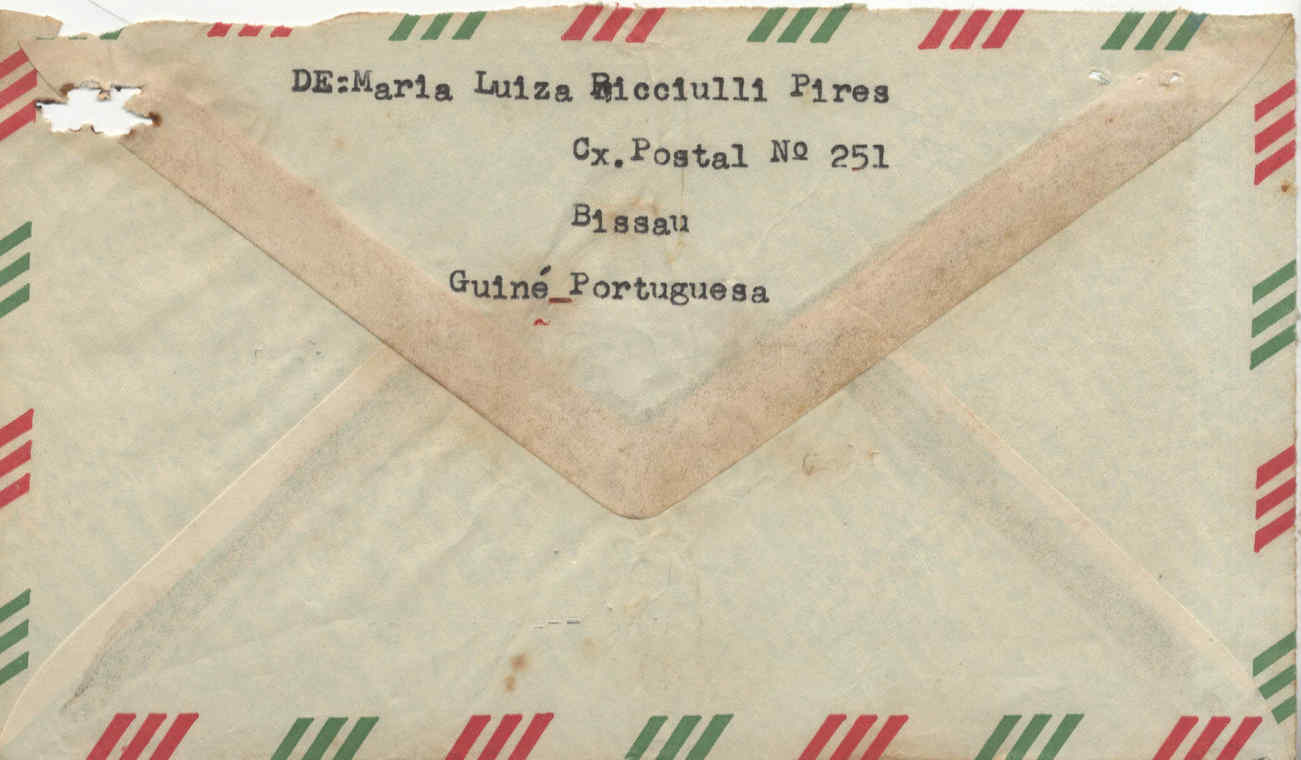 DE:Maria Luiza Ricciulli Pires
Cx.Postal Nº 251
Bissau
Guiné_Portuguesa